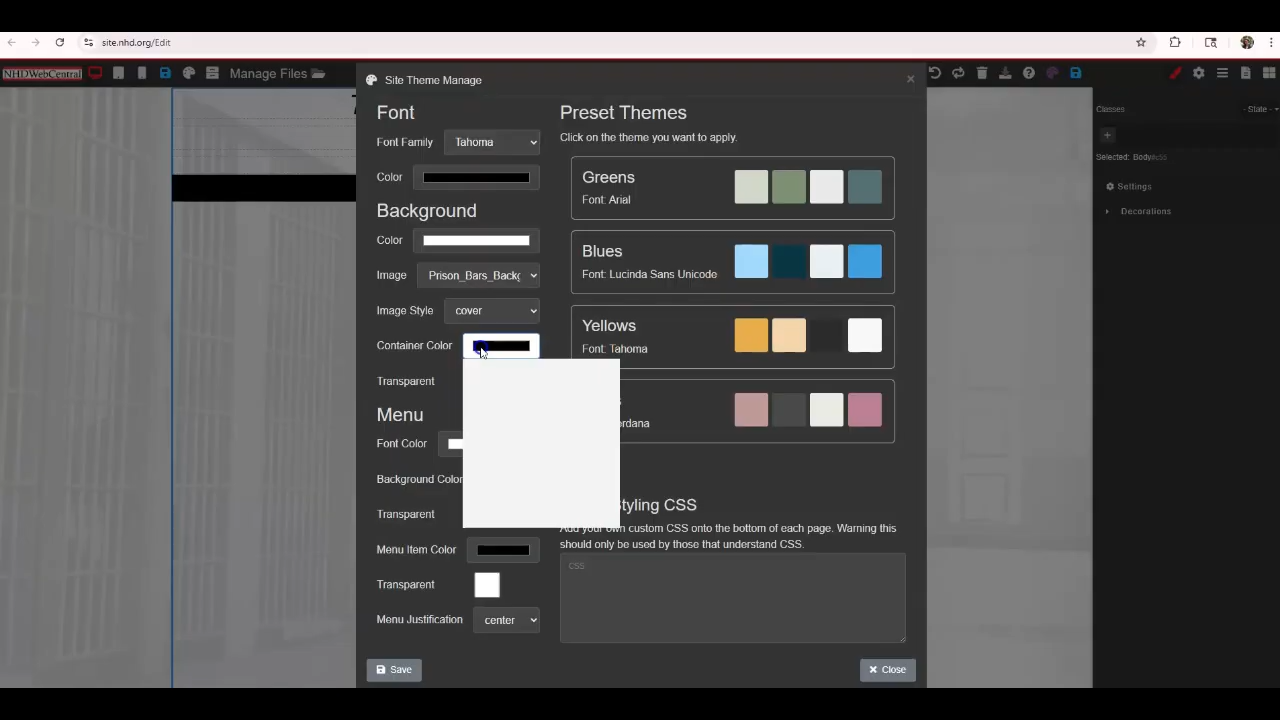 site.nhd.org/Edit
NHDWebCentral
Manage Files
Site Theme Manage
×
Font
Font Family
Tahoma
Color
Background
Color
Image
Prison_Bars_Backg
Image Style
cover
Container Color
Transparent
Menu
Font Color
Background Color
Transparent
Menu Item Color
Transparent
Menu Justification
center
Save
Preset Themes
Click on the theme you want to apply.
Greens
Font: Arial
Blues
Font: Lucinda Sans Unicode
Yellows
Font: Tahoma
Styling CSS
Add your own custom CSS onto the bottom of each page. Warning this
should only be used by those that understand CSS.
CSS
Close
Classes
- State -
+
Selected: Body#c55
Settings
Decorations